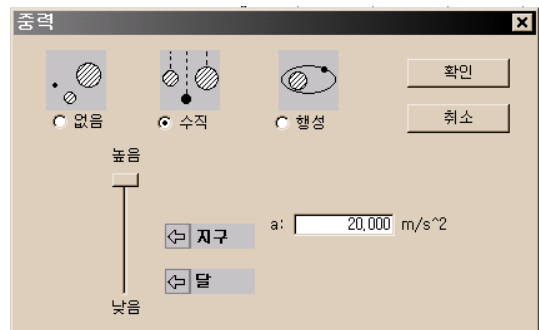 중력
확인
없음 수직 행성
취소
높음
지구
a: 20,000 m/s^2
달
낮음